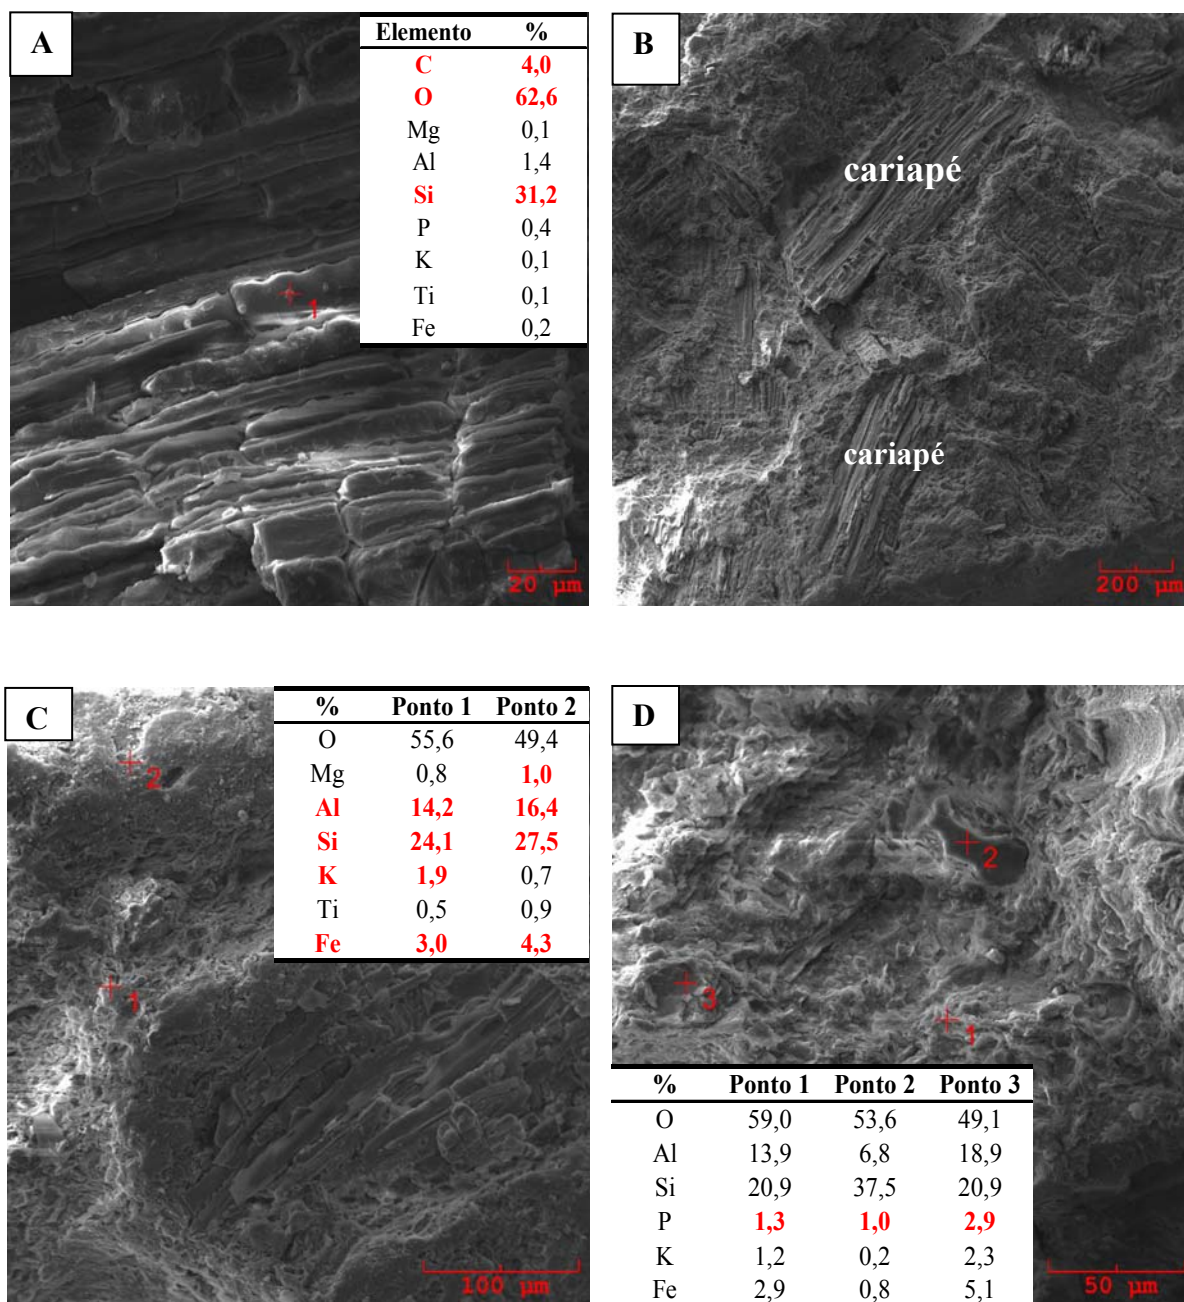 A
Elemento %
C 4,0
O 62,6
Mg 0,1
Al 1,4
Si 31,2
P 0,4
K 0,1
Ti 0,1
Fe 0,2
1
20 µm
B
cariapé
cariapé
200 µm
C
% Ponto 1 Ponto 2
O 55,6 49,4
Mg 0,8 1,0
Al 14,2 16,4
Si 24,1 27,5
K 1,9 0,7
Ti 0,5 0,9
Fe 3,0 4,3
2
1
100 µm
D
2
3
1
% Ponto 1 Ponto 2 Ponto 3
O 59,0 53,6 49,1
Al 13,9 6,8 18,9
Si 20,9 37,5 20,9
P 1,3 1,0 2,9
K 1,2 0,2 2,3
Fe 2,9 0,8 5,1
50 µm